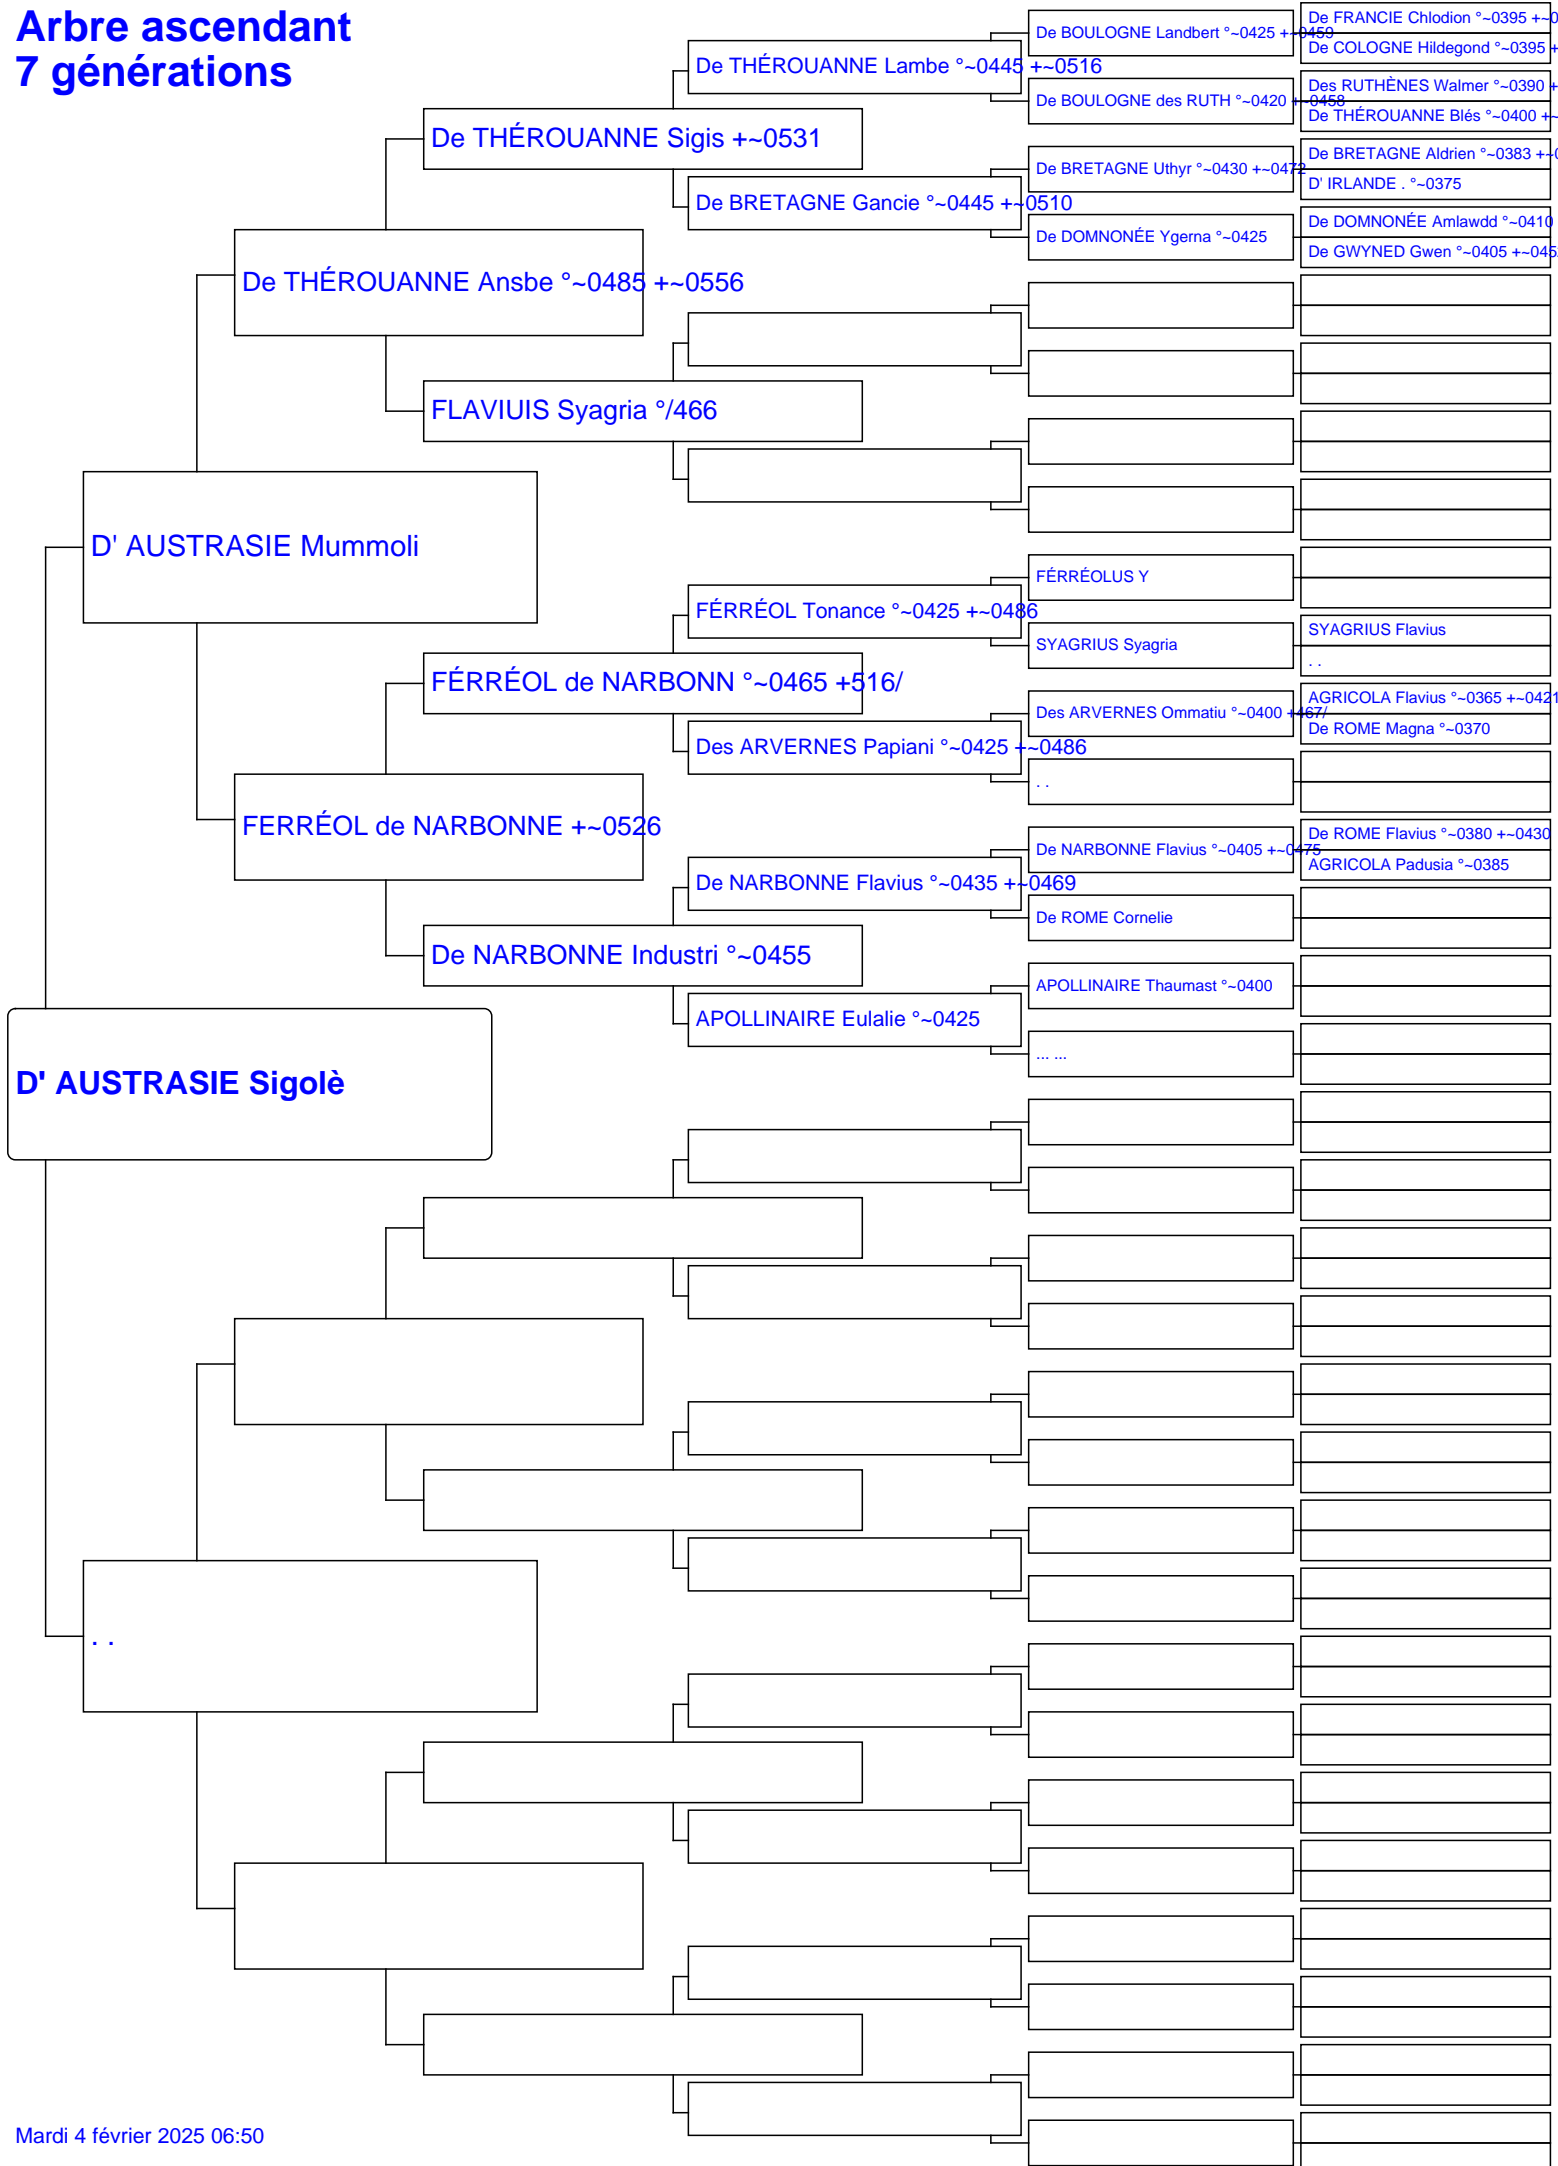 Arbre ascendant
7 générations
De FRANCIE Chlodion °~0395 +~0
De BOULOGNE Landbert °~0425 +~0459
De COLOGNE Hildegond °~0395 +
De THÉROUANNE Lambe °~0445 +~0516
Des RUTHÈNES Walmer °~0390 +
De BOULOGNE des RUTH °~0420 +~0458
De THÉROUANNE Blés °~0400 +~
De THÉROUANNE Sigis +~0531
De BRETAGNE Aldrien °~0383 +~0
De BRETAGNE Uthyr °~0430 +~0472
D' IRLANDE . °~0375
De BRETAGNE Gancie °~0445 +~0510
De DOMNONÉE Amlawdd °~0410
De DOMNONÉE Ygerna °~0425
De GWYNED Gwen °~0405 +~045
De THÉROUANNE Ansbe °~0485 +~0556
FLAVIUIS Syagria °/466
D' AUSTRASIE Mummoli
FÉRRÉOLUS Y
FÉRRÉOL Tonance °~0425 +~0486
SYAGRIUS Flavius
SYAGRIUS Syagria
. .
FÉRRÉOL de NARBONN °~0465 +516/
AGRICOLA Flavius °~0365 +~0421
Des ARVERNES Ommatiu °~0400 +467/
De ROME Magna °~0370
Des ARVERNES Papiani °~0425 +~0486
. .
FERRÉOL de NARBONNE +~0526
De ROME Flavius °~0380 +~0430
De NARBONNE Flavius °~0405 +~0475
AGRICOLA Padusia °~0385
De NARBONNE Flavius °~0435 +~0469
De ROME Cornelie
De NARBONNE Industri °~0455
APOLLINAIRE Thaumast °~0400
APOLLINAIRE Eulalie °~0425
... ...
D' AUSTRASIE Sigolè
. .
Mardi 4 février 2025 06:50